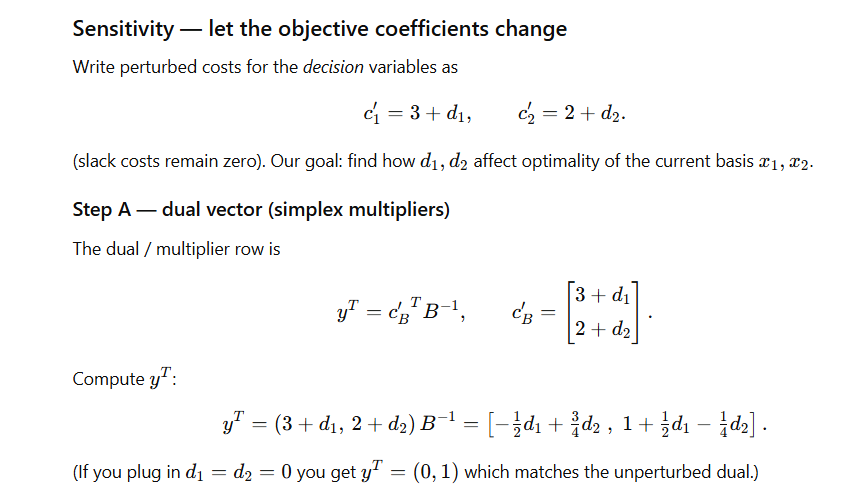 Sensitivity — let the objective coefficients change
Write perturbed costs for the decision variables as
c′₁ = 3 + d₁,  c′₂ = 2 + d₂.
(slack costs remain zero). Our goal: find how d₁, d₂ affect optimality of the current basis x₁, x₂.
Step A — dual vector (simplex multipliers)
The dual / multiplier row is
yᵀ = c′_Bᵀ B⁻¹,  c′_B = [3 + d₁; 2 + d₂].
Compute yᵀ:
yᵀ = (3 + d₁, 2 + d₂) B⁻¹ = [−½d₁ + ¾d₂ , 1 + ½d₁ − ¼d₂] .
(If you plug in d₁ = d₂ = 0 you get yᵀ = (0, 1) which matches the unperturbed dual.)